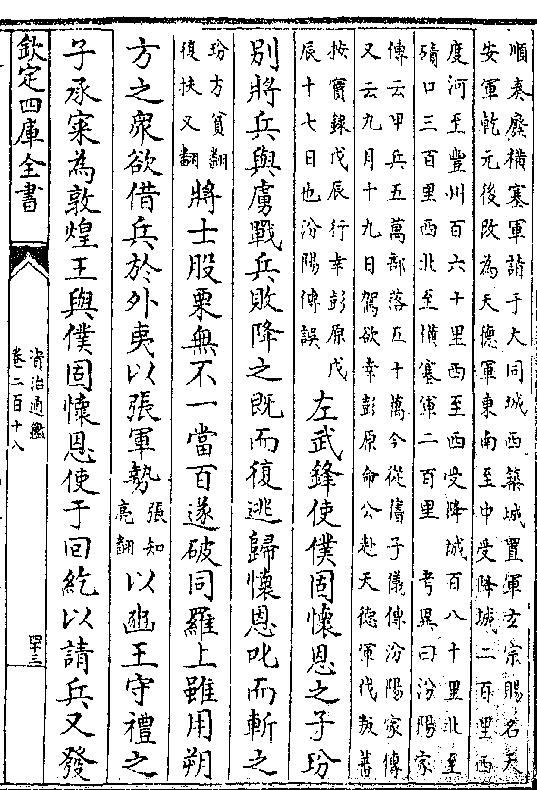 順奏廢橫塞軍請于大同城西築城置軍玄宗賜名天
安軍乾元後改為天德軍東南至中受降城二百里西
度河至豐州百六十里西至西受降城百八十里北至
磧口三百里西北至橫塞軍二百里 考異曰汾陽家
傳云甲兵五萬部落五十萬今從舊子儀傳汾陽家傳
又云九月十九日駕欲幸彭原命公赴天德軍伐叛蕃
按實錄戊辰行幸彭原戊
辰十七日也汾陽傳誤
左武鋒使僕固懷恩之子玢
別將兵與虜戰兵敗降之既而復逃歸懷恩叱而斬之
玢方貧翻
復扶又翻
將士股栗無不一當百遂破同羅上雖用朔
方之衆欲借兵於外夷以張軍勢
張知
亮翻
以豳王守禮之
子承寀為敦煌王與僕固懷恩使于回紇以請兵又發
欽定四庫全書
資治通鑑
卷二百十八
四十三